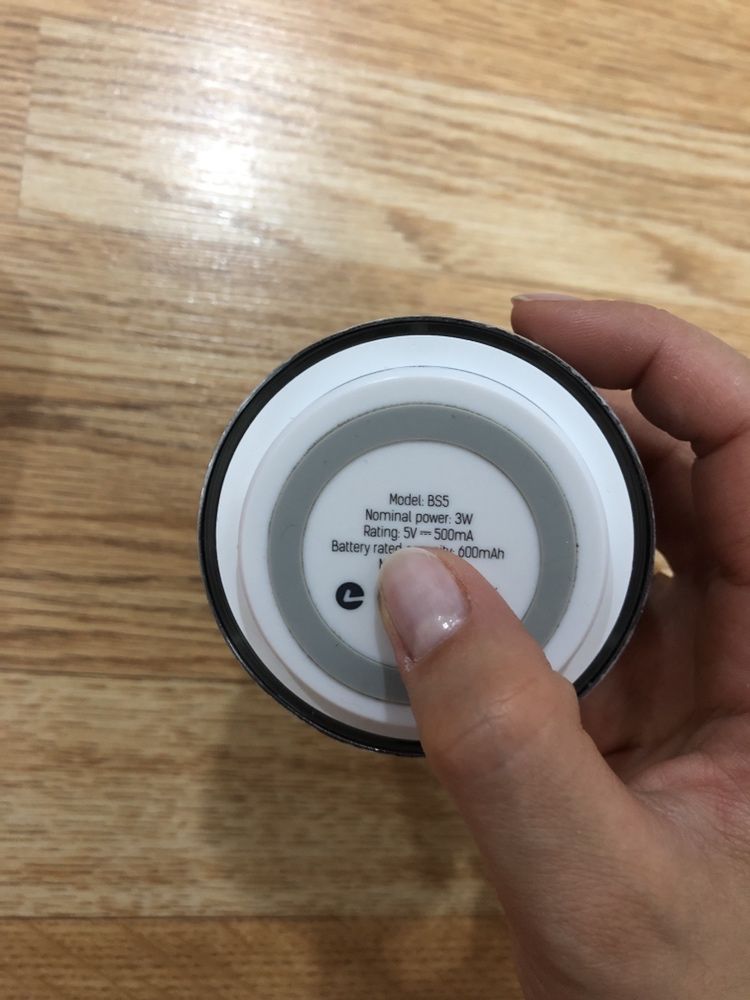 Model: BS5
Nominal power: 3W
Rating: 5V ⎓ 500mA
Battery rated 600mAh